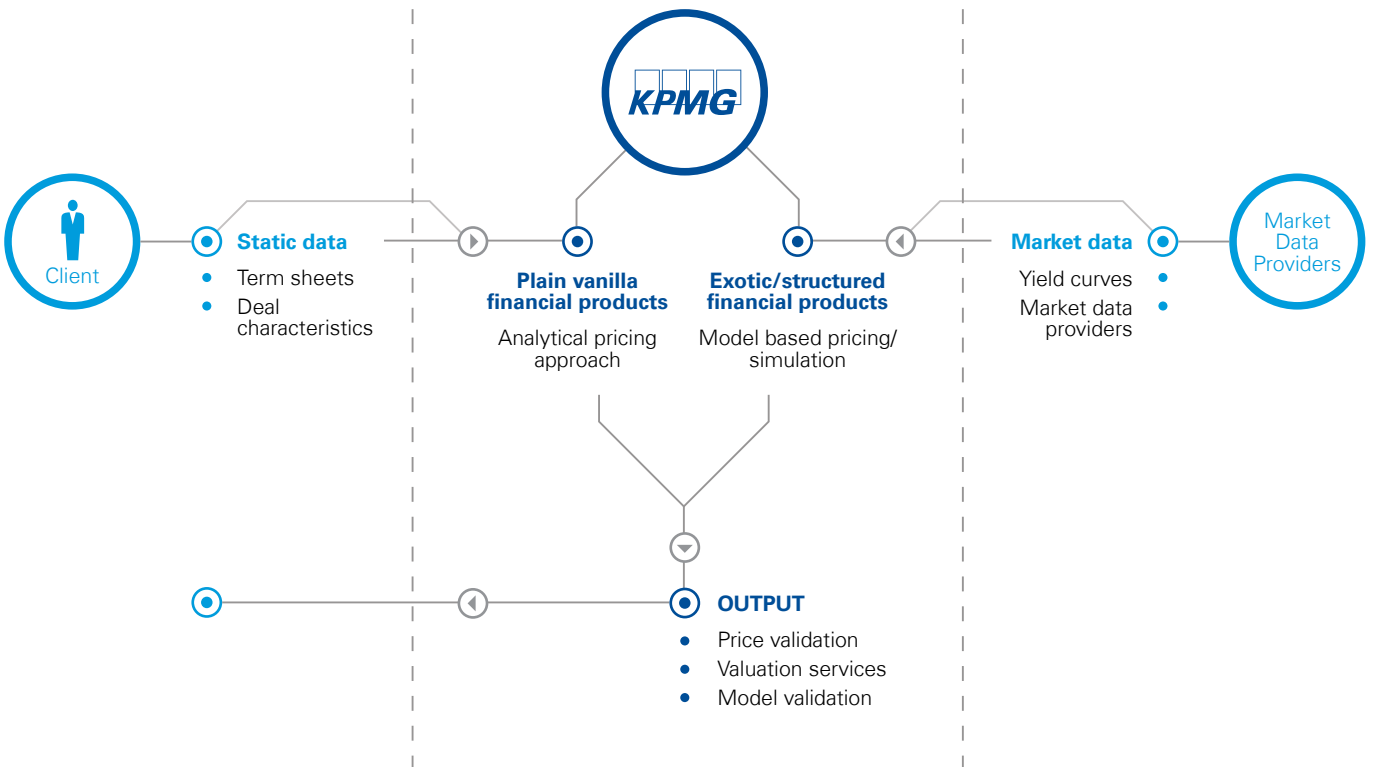 KPMG
Client
Static data
Term sheets
Deal
characteristics
Plain vanilla
financial products
Analytical pricing
approach
Exotic/structured
financial products
Model based pricing/
simulation
Market data
Yield curves
Market data
providers
Market
Data
Providers
OUTPUT
Price validation
Valuation services
Model validation